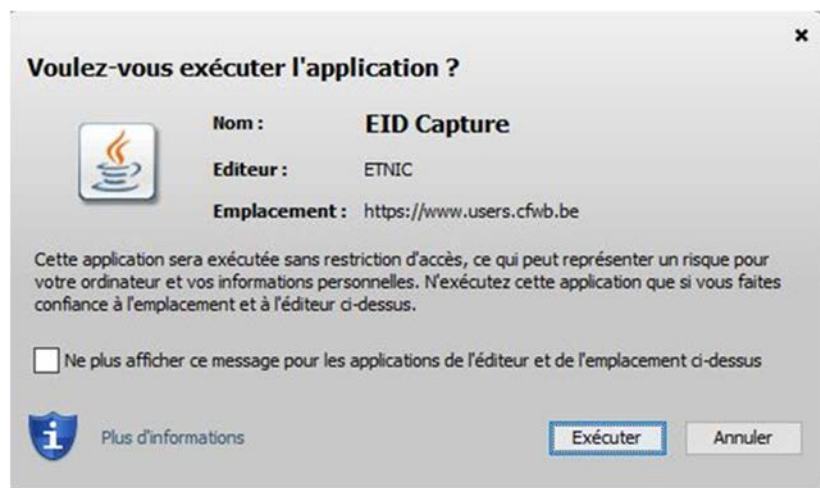 Voulez-vous exécuter l'application ?
Nom : EID Capture
Editeur : ETNIC
Emplacement : https://www.users.cfwb.be
Cette application sera exécutée sans restriction d'accès, ce qui peut représenter un risque pour
votre ordinateur et vos informations personnelles. N'exécutez cette application que si vous faites
confiance à l'emplacement et à l'éditeur ci-dessus.
Ne plus afficher ce message pour les applications de l'éditeur et de l'emplacement ci-dessus
Plus d'informations Exécuter Annuler